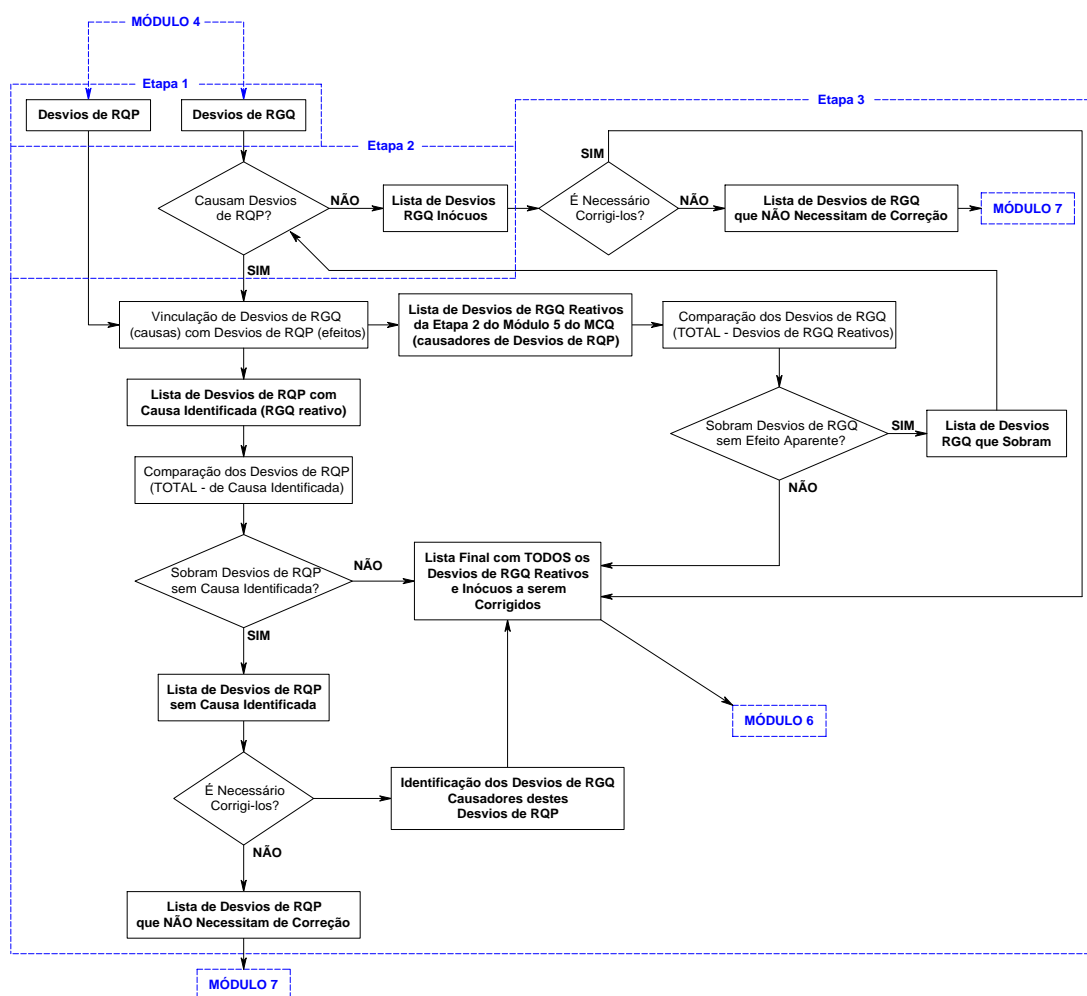 MÓDULO 4
Etapa 1
Desvios de RQP
Desvios de RGQ
Etapa 2
Etapa 3
Causam Desvios
de RQP?
NÃO
Lista de Desvios
RGQ Inócuos
SIM
É Necessário
Corrigi-los?
NÃO
Lista de Desvios de RGQ
que NÃO Necessitam de Correção
MÓDULO 7
SIM
Vinculação de Desvios de RGQ
(causas) com Desvios de RQP (efeitos)
Lista de Desvios de RGQ Reativos
da Etapa 2 do Módulo 5 do MCQ
(causadores de Desvios de RQP)
Comparação dos Desvios de RGQ
(TOTAL - Desvios de RGQ Reativos)
Lista de Desvios de RQP com
Causa Identificada (RGQ reativo)
Sobram Desvios de RGQ
sem Efeito Aparente?
SIM
Lista de Desvios
RGQ que Sobram
NÃO
Comparação dos Desvios de RQP
(TOTAL - de Causa Identificada)
Sobram Desvios de RQP
sem Causa Identificada?
NÃO
Lista Final com TODOS os
Desvios de RGQ Reativos
e Inócuos a serem
Corrigidos
SIM
Lista de Desvios de RQP
sem Causa Identificada
MÓDULO 6
É Necessário
Corrigi-los?
Identificação dos Desvios de RGQ
Causadores destes
Desvios de RQP
NÃO
Lista de Desvios de RQP
que NÃO Necessitam de Correção
MÓDULO 7